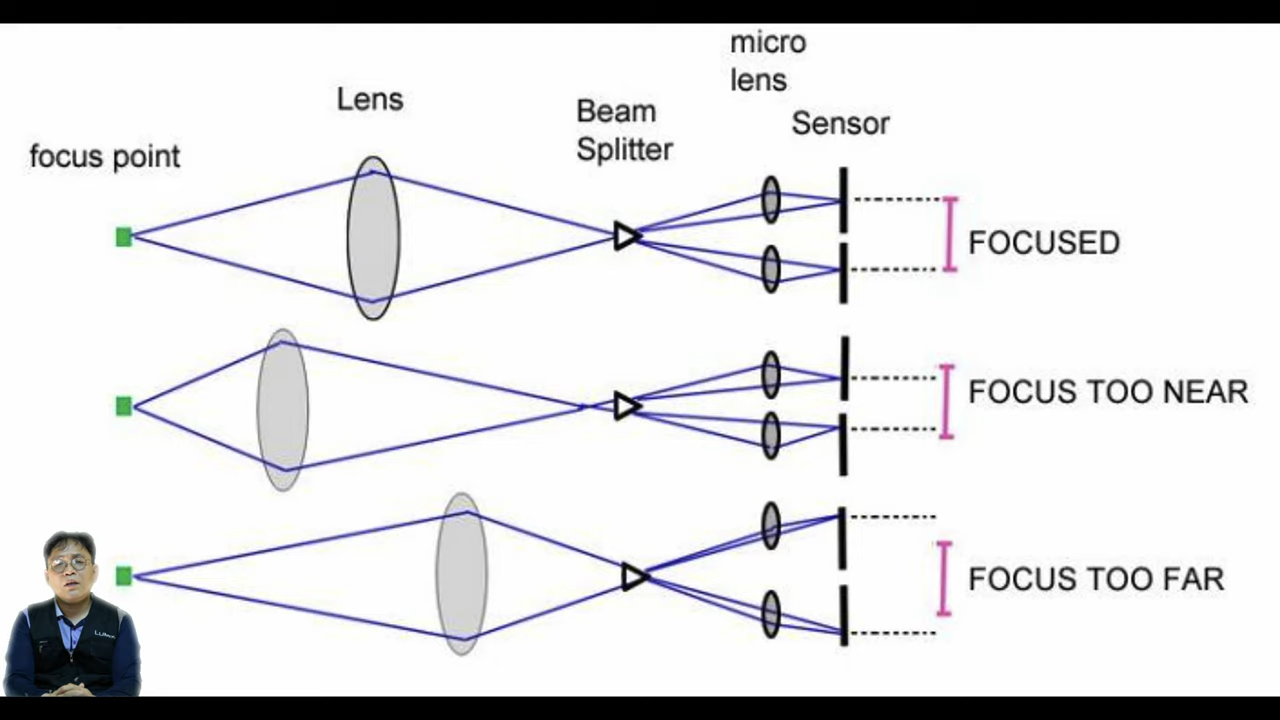 micro
lens
Lens
Beam
Splitter
Sensor
focus point
FOCUSED
FOCUS TOO NEAR
FOCUS TOO FAR